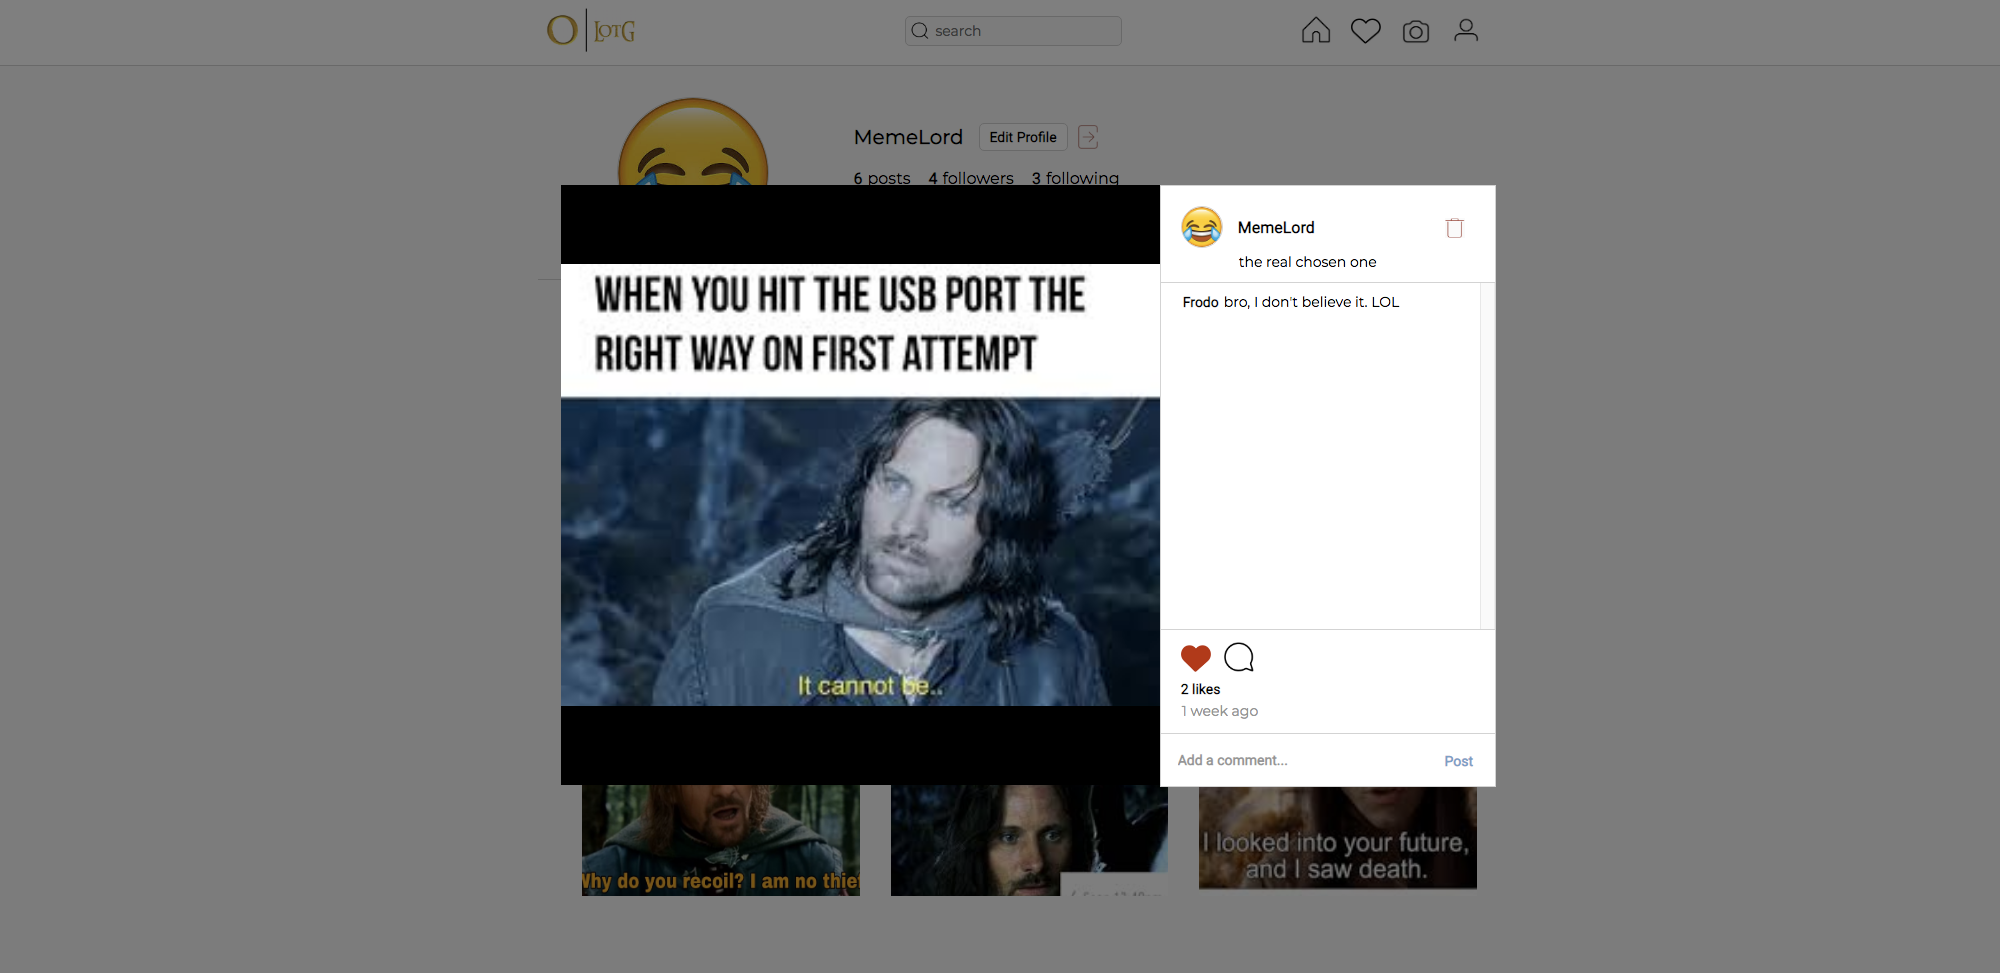 O | LOTG
search
MemeLord
Edit Profile
6 posts 4 followers 3 following
WHEN YOU HIT THE USB PORT THE
RIGHT WAY ON FIRST ATTEMPT
It cannot be..
MemeLord
the real chosen one
Frodo bro, I don't believe it. LOL
2 likes
1 week ago
Add a comment...
Post
Why do you recoil? I am no thief
I looked into your future,
and I saw death.